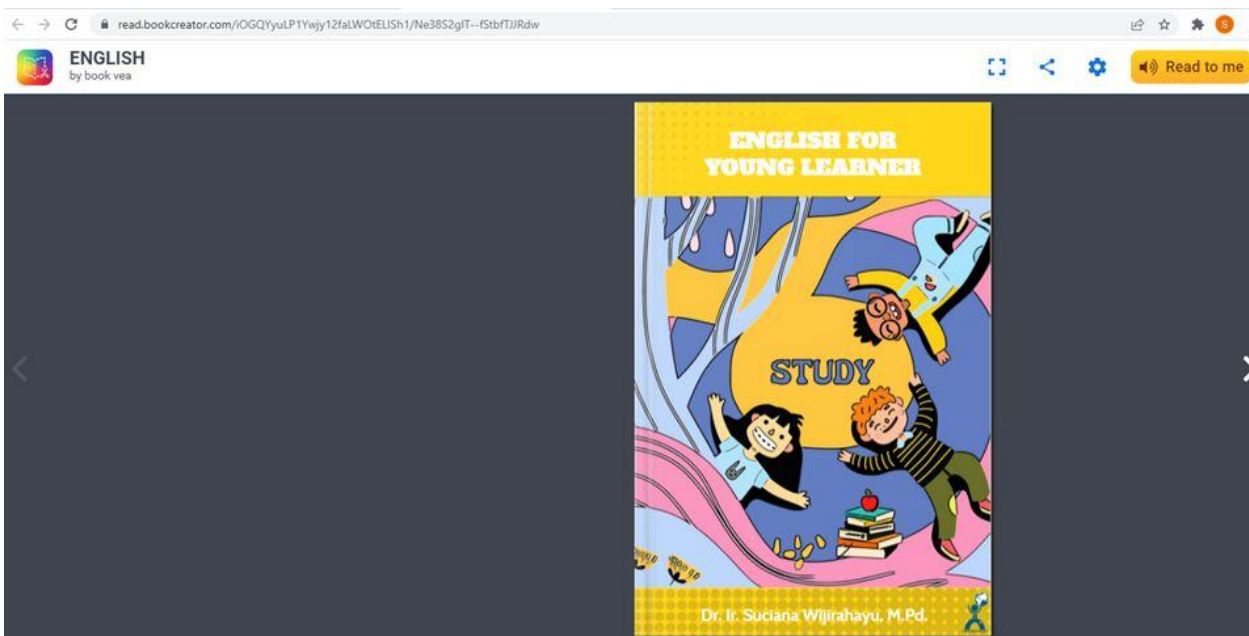 read.bookcreator.com/iOGQYyuLP1Ywjy12faLWOtELISh1/Ne38S2gIT--fStbfTJJRdw
S
ENGLISH
by book vea
Read to me
ENGLISH FOR
YOUNG LEARNER
STUDY
Dr. Ir. Suciana Wijirahayu, M.Pd.